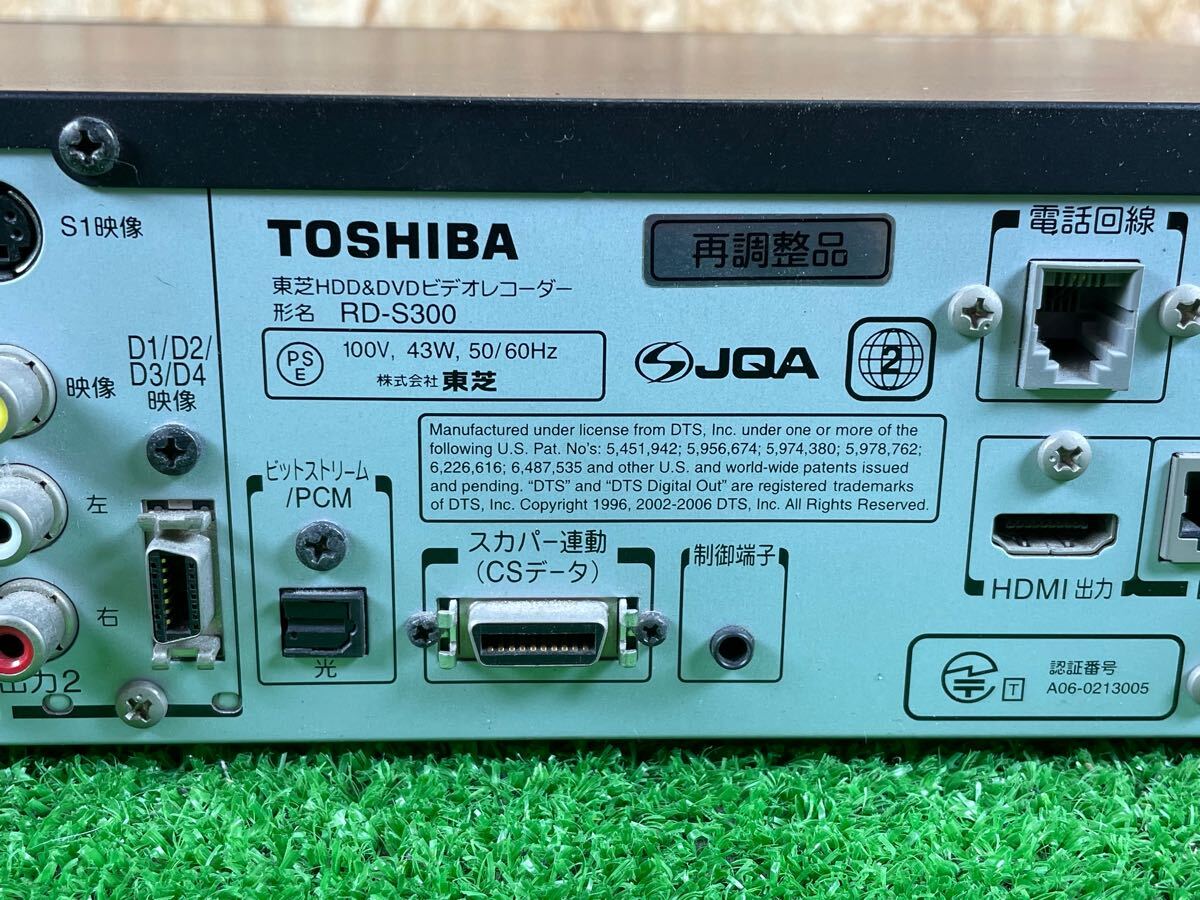 S1映像
映像
左
右
出力2
D1/D2/
D3/D4
映像
TOSHIBA
東芝HDD&DVDビデオレコーダー
形名 RD-S300
PSE
100V, 43W, 50/60Hz
株式会社 東芝
再調整品
JQA
2
電話回線
Manufactured under license from DTS, Inc. under one or more of the
following U.S. Pat. No's: 5,451,942; 5,956,674; 5,974,380; 5,978,762;
6,226,616; 6,487,535 and other U.S. and world-wide patents issued
and pending. “DTS” and “DTS Digital Out” are registered trademarks
of DTS, Inc. Copyright 1996, 2002-2006 DTS, Inc. All Rights Reserved.
ビットストリーム
/PCM
光
スカパー連動
(CSデータ)
制御端子
HDMI 出力
T
認証番号
A06-0213005